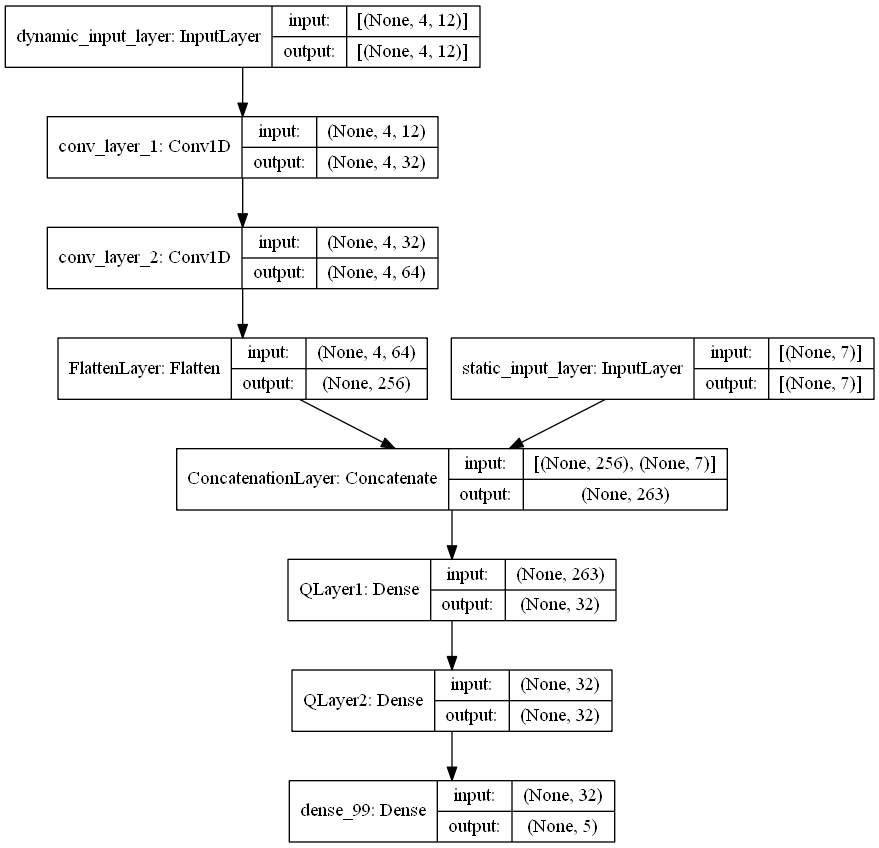 dynamic_input_layer: InputLayer
input: [(None, 4, 12)]
output: [(None, 4, 12)]
conv_layer_1: Conv1D
input: (None, 4, 12)
output: (None, 4, 32)
conv_layer_2: Conv1D
input: (None, 4, 32)
output: (None, 4, 64)
FlattenLayer: Flatten
input: (None, 4, 64)
output: (None, 256)
static_input_layer: InputLayer
input: [(None, 7)]
output: [(None, 7)]
ConcatenationLayer: Concatenate
input: [(None, 256), (None, 7)]
output: (None, 263)
QLayer1: Dense
input: (None, 263)
output: (None, 32)
QLayer2: Dense
input: (None, 32)
output: (None, 32)
dense_99: Dense
input: (None, 32)
output: (None, 5)